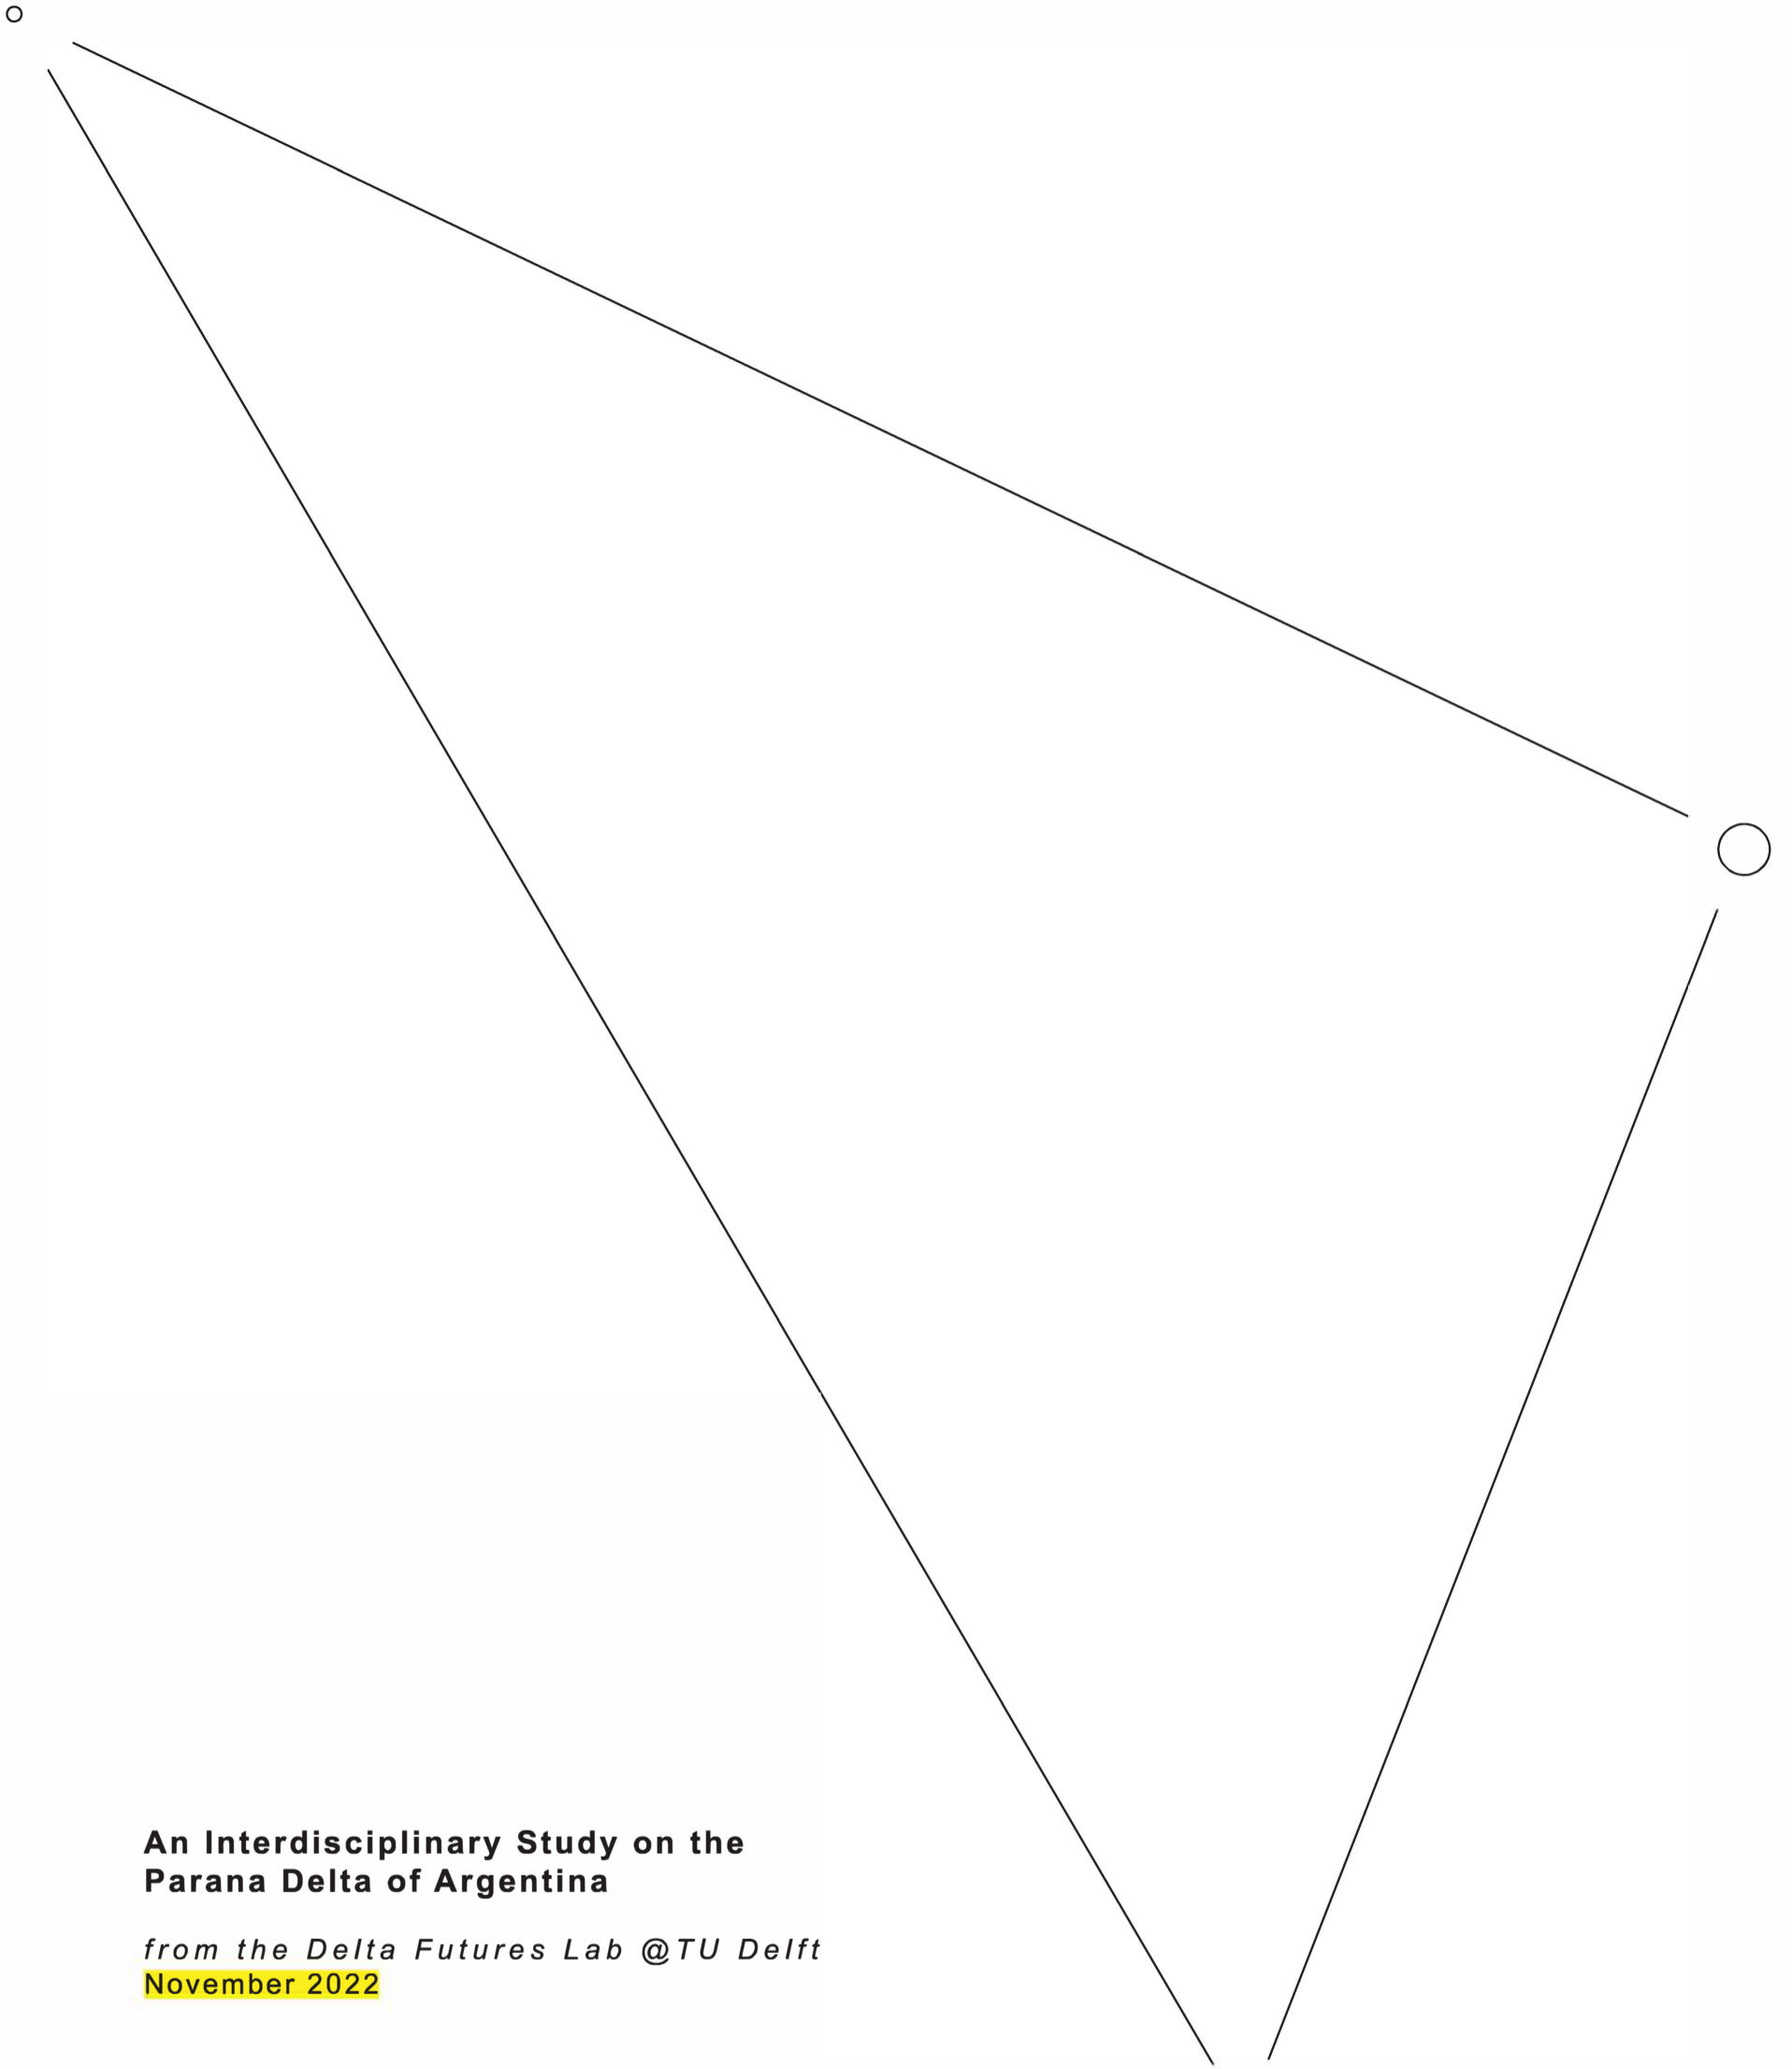 An Interdisciplinary Study on the
Parana Delta of Argentina
from the Delta Futures Lab @TU Delft
November 2022